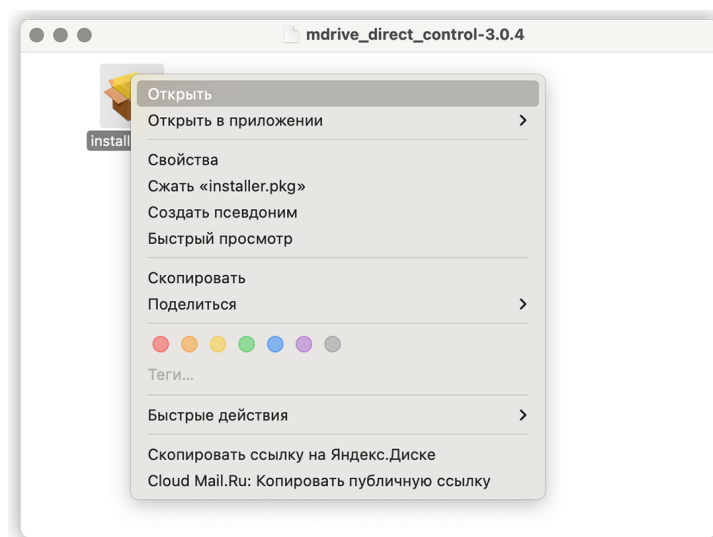 mdrive_direct_control-3.0.4
install
Открыть
Открыть в приложении
Свойства
Сжать «installer.pkg»
Создать псевдоним
Быстрый просмотр
Скопировать
Поделиться
Теги...
Быстрые действия
Скопировать ссылку на Яндекс.Диске
Cloud Mail.Ru: Копировать публичную ссылку